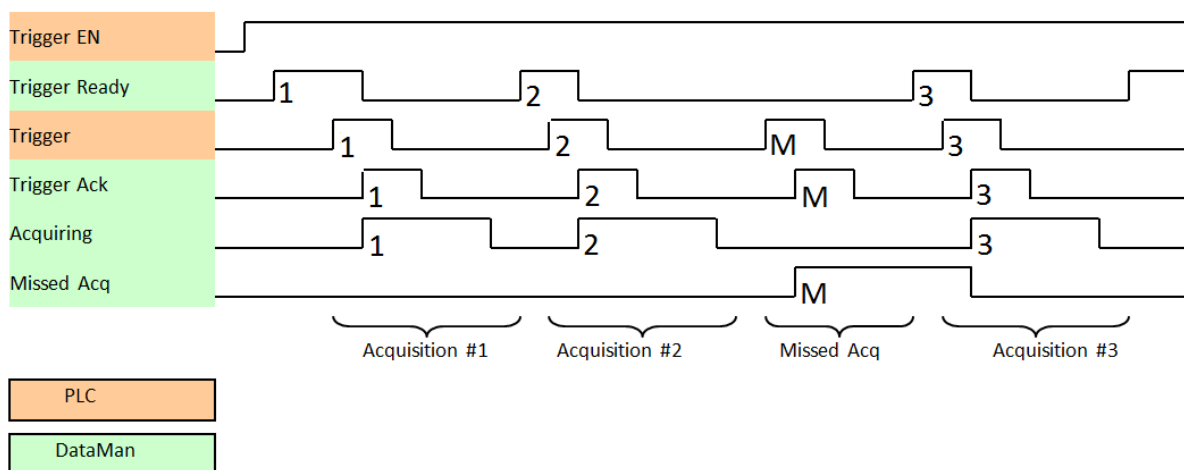 Trigger EN
Trigger Ready
1 2 3
Trigger
1 2 M 3
Trigger Ack
1 2 M 3
Acquiring
1 2 3
Missed Acq
M
Acquisition #1 Acquisition #2 Missed Acq Acquisition #3
PLC
DataMan